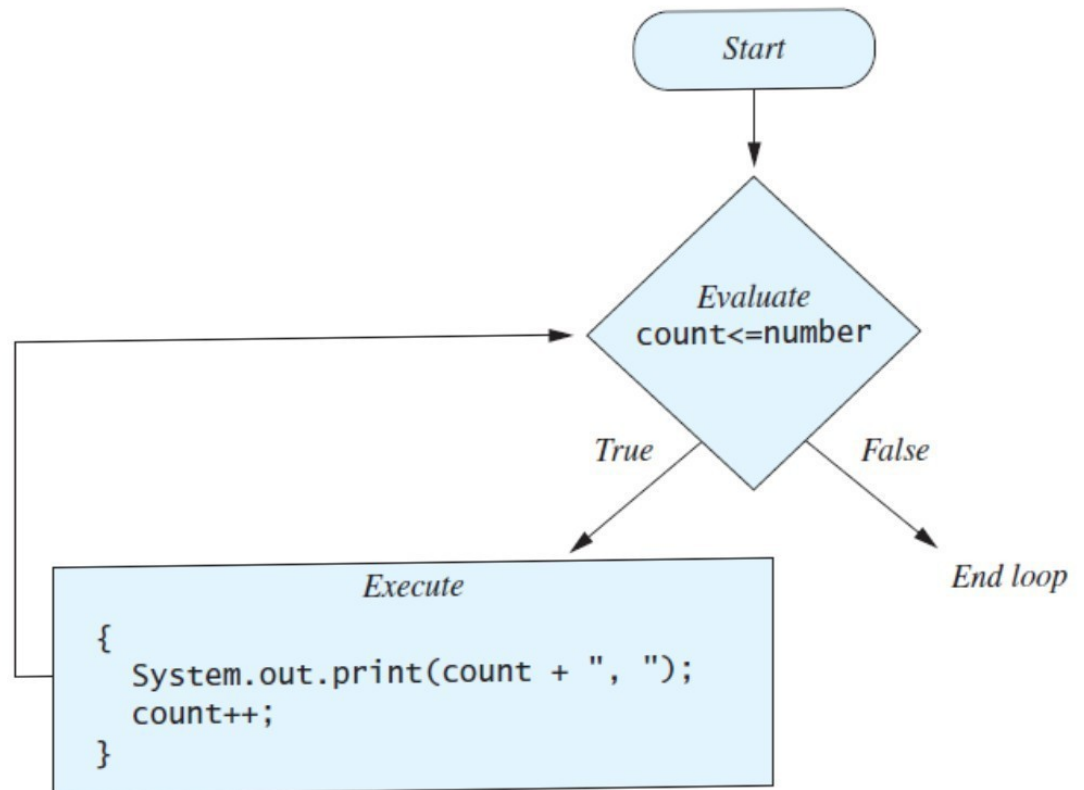 Start
Evaluate
count<=number
True
False
End loop
Execute
{
System.out.print(count + ", ");
count++;
}